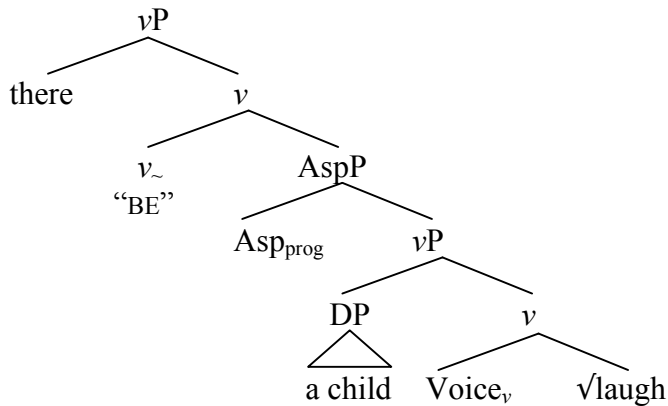 vP
there v
v~ AspP
“BE”
Aspprog vP
DP v
a child Voicev √laugh